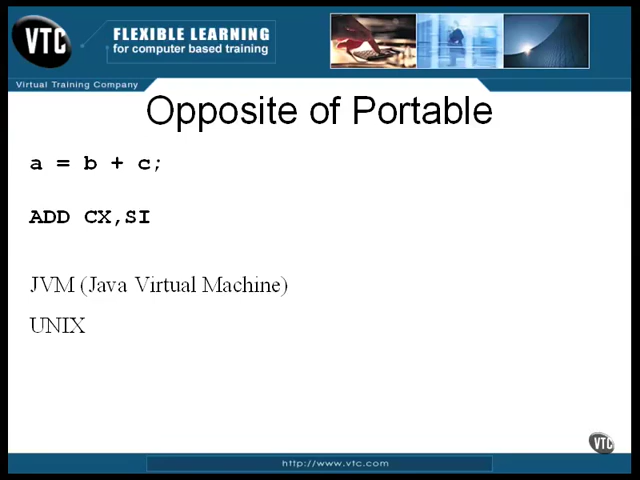 VTC
FLEXIBLE LEARNING
for computer based training
Virtual Training Company
Opposite of Portable
a = b + c;
ADD CX,SI
JVM (Java Virtual Machine)
UNIX
VTC
http://www.vtc.com